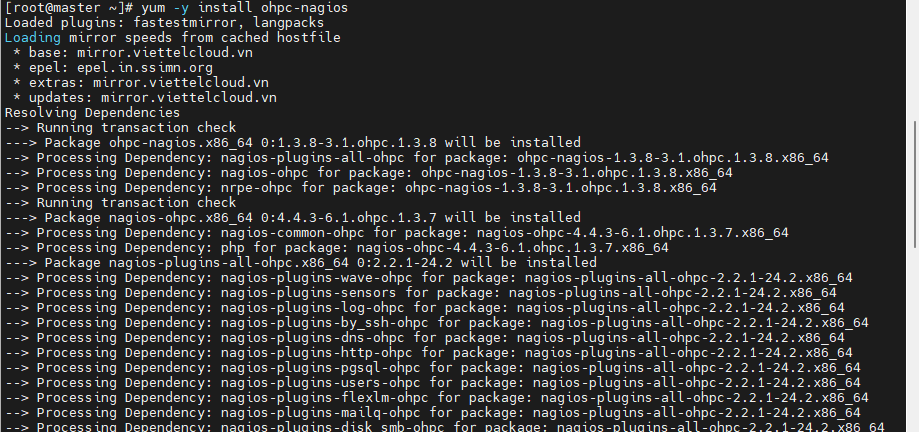 [root@master ~]# yum -y install ohpc-nagios
Loaded plugins: fastestmirror, langpacks
Loading mirror speeds from cached hostfile
 * base: mirror.viettelcloud.vn
 * epel: epel.in.ssimn.org
 * extras: mirror.viettelcloud.vn
 * updates: mirror.viettelcloud.vn
Resolving Dependencies
--> Running transaction check
---> Package ohpc-nagios.x86_64 0:1.3.8-3.1.ohpc.1.3.8 will be installed
--> Processing Dependency: nagios-plugins-all-ohpc for package: ohpc-nagios-1.3.8-3.1.ohpc.1.3.8.x86_64
--> Processing Dependency: nagios-ohpc for package: ohpc-nagios-1.3.8-3.1.ohpc.1.3.8.x86_64
--> Processing Dependency: nrpe-ohpc for package: ohpc-nagios-1.3.8-3.1.ohpc.1.3.8.x86_64
--> Running transaction check
---> Package nagios-ohpc.x86_64 0:4.4.3-6.1.ohpc.1.3.7 will be installed
--> Processing Dependency: nagios-common-ohpc for package: nagios-ohpc-4.4.3-6.1.ohpc.1.3.7.x86_64
--> Processing Dependency: php for package: nagios-ohpc-4.4.3-6.1.ohpc.1.3.7.x86_64
---> Package nagios-plugins-all-ohpc.x86_64 0:2.2.1-24.2 will be installed
--> Processing Dependency: nagios-plugins-wave-ohpc for package: nagios-plugins-all-ohpc-2.2.1-24.2.x86_64
--> Processing Dependency: nagios-plugins-sensors for package: nagios-plugins-all-ohpc-2.2.1-24.2.x86_64
--> Processing Dependency: nagios-plugins-log-ohpc for package: nagios-plugins-all-ohpc-2.2.1-24.2.x86_64
--> Processing Dependency: nagios-plugins-by_ssh-ohpc for package: nagios-plugins-all-ohpc-2.2.1-24.2.x86_64
--> Processing Dependency: nagios-plugins-dns-ohpc for package: nagios-plugins-all-ohpc-2.2.1-24.2.x86_64
--> Processing Dependency: nagios-plugins-http-ohpc for package: nagios-plugins-all-ohpc-2.2.1-24.2.x86_64
--> Processing Dependency: nagios-plugins-pgsql-ohpc for package: nagios-plugins-all-ohpc-2.2.1-24.2.x86_64
--> Processing Dependency: nagios-plugins-users-ohpc for package: nagios-plugins-all-ohpc-2.2.1-24.2.x86_64
--> Processing Dependency: nagios-plugins-flexlm-ohpc for package: nagios-plugins-all-ohpc-2.2.1-24.2.x86_64
--> Processing Dependency: nagios-plugins-mailq-ohpc for package: nagios-plugins-all-ohpc-2.2.1-24.2.x86_64
--> Processing Dependency: nagios-plugins-disk_smb-ohpc for package: nagios-plugins-all-ohpc-2.2.1-24.2.x86_64